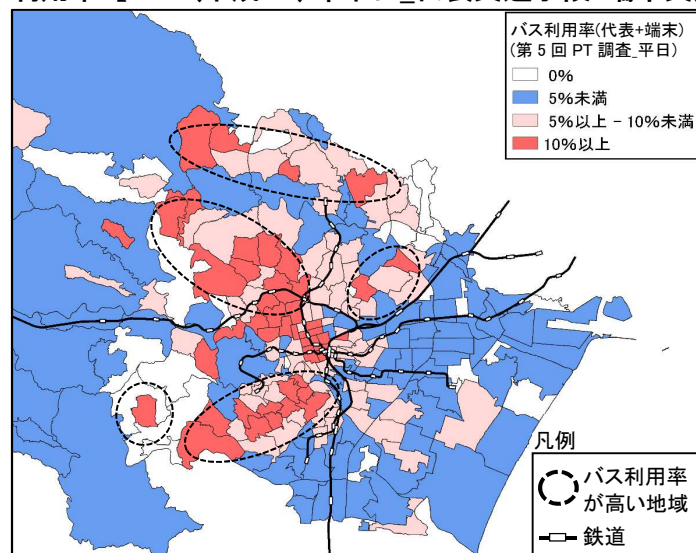 バス利用率(代表+端末)
(第5回PT調査_平日)
0%
5%未満
5%以上 - 10%未満
10%以上
凡例
バス利用率
が高い地域
鉄道